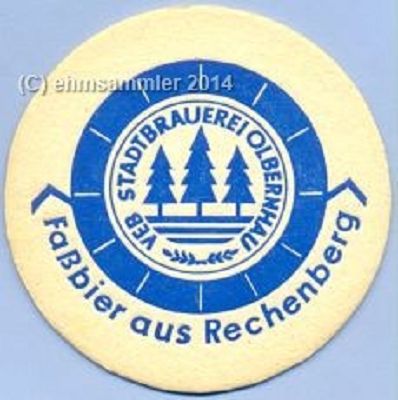 (C) ehmsammler 2014
VEB STADTBRAUEREI OLBERNHAU
Faßbier aus Rechenberg